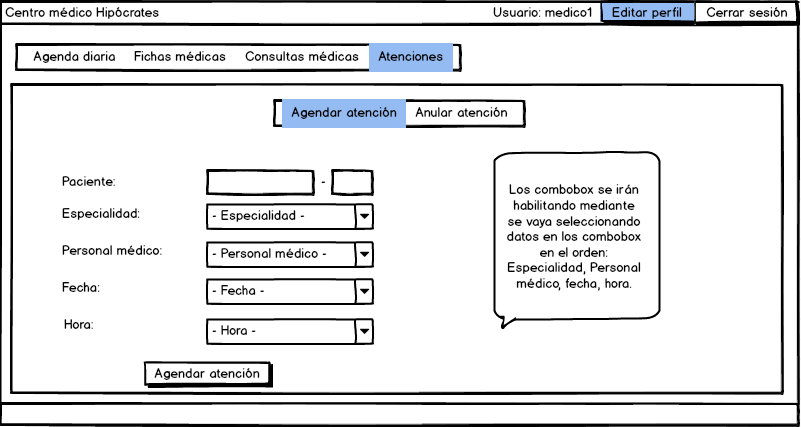 Centro médico Hipócrates Usuario: medico1 Editar perfil Cerrar sesión
Agenda diaria Fichas médicas Consultas médicas Atenciones
Agendar atención Anular atención
Paciente: -
Especialidad: - Especialidad -
Personal médico: - Personal médico -
Fecha: - Fecha -
Hora: - Hora -
Agendar atención
Los combobox se irán
habilitando mediante
se vaya seleccionando
datos en los combobox
en el orden:
Especialidad, Personal
médico, fecha, hora.